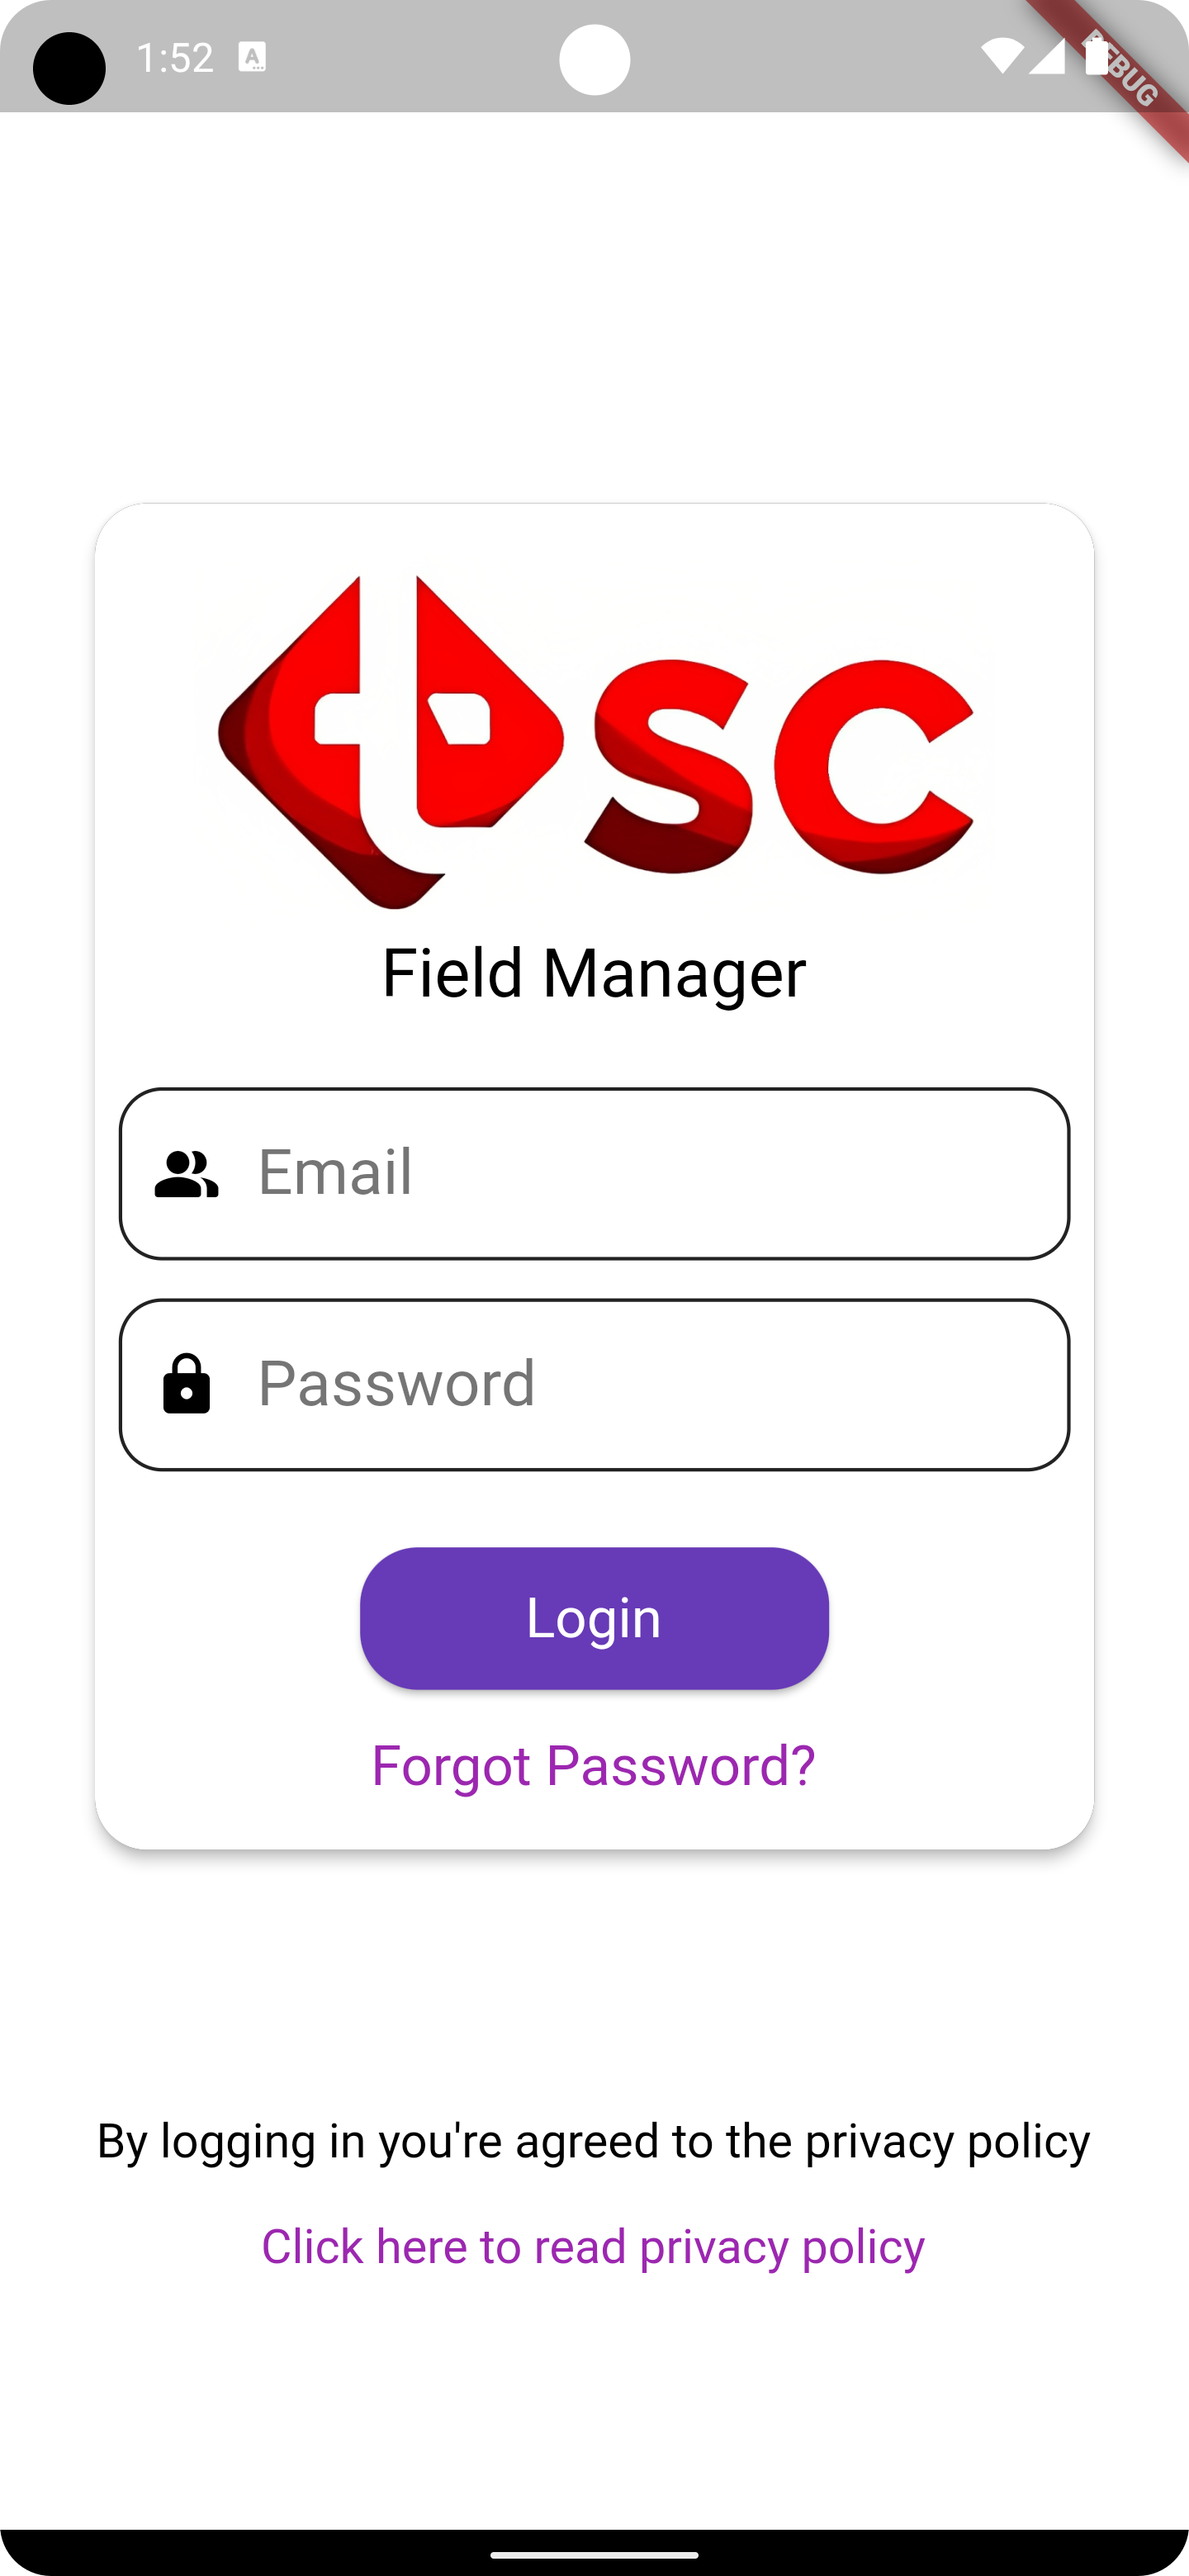 1:52
DEBUG
tbsc
Field Manager
Email
Password
Login
Forgot Password?
By logging in you're agreed to the privacy policy
Click here to read privacy policy